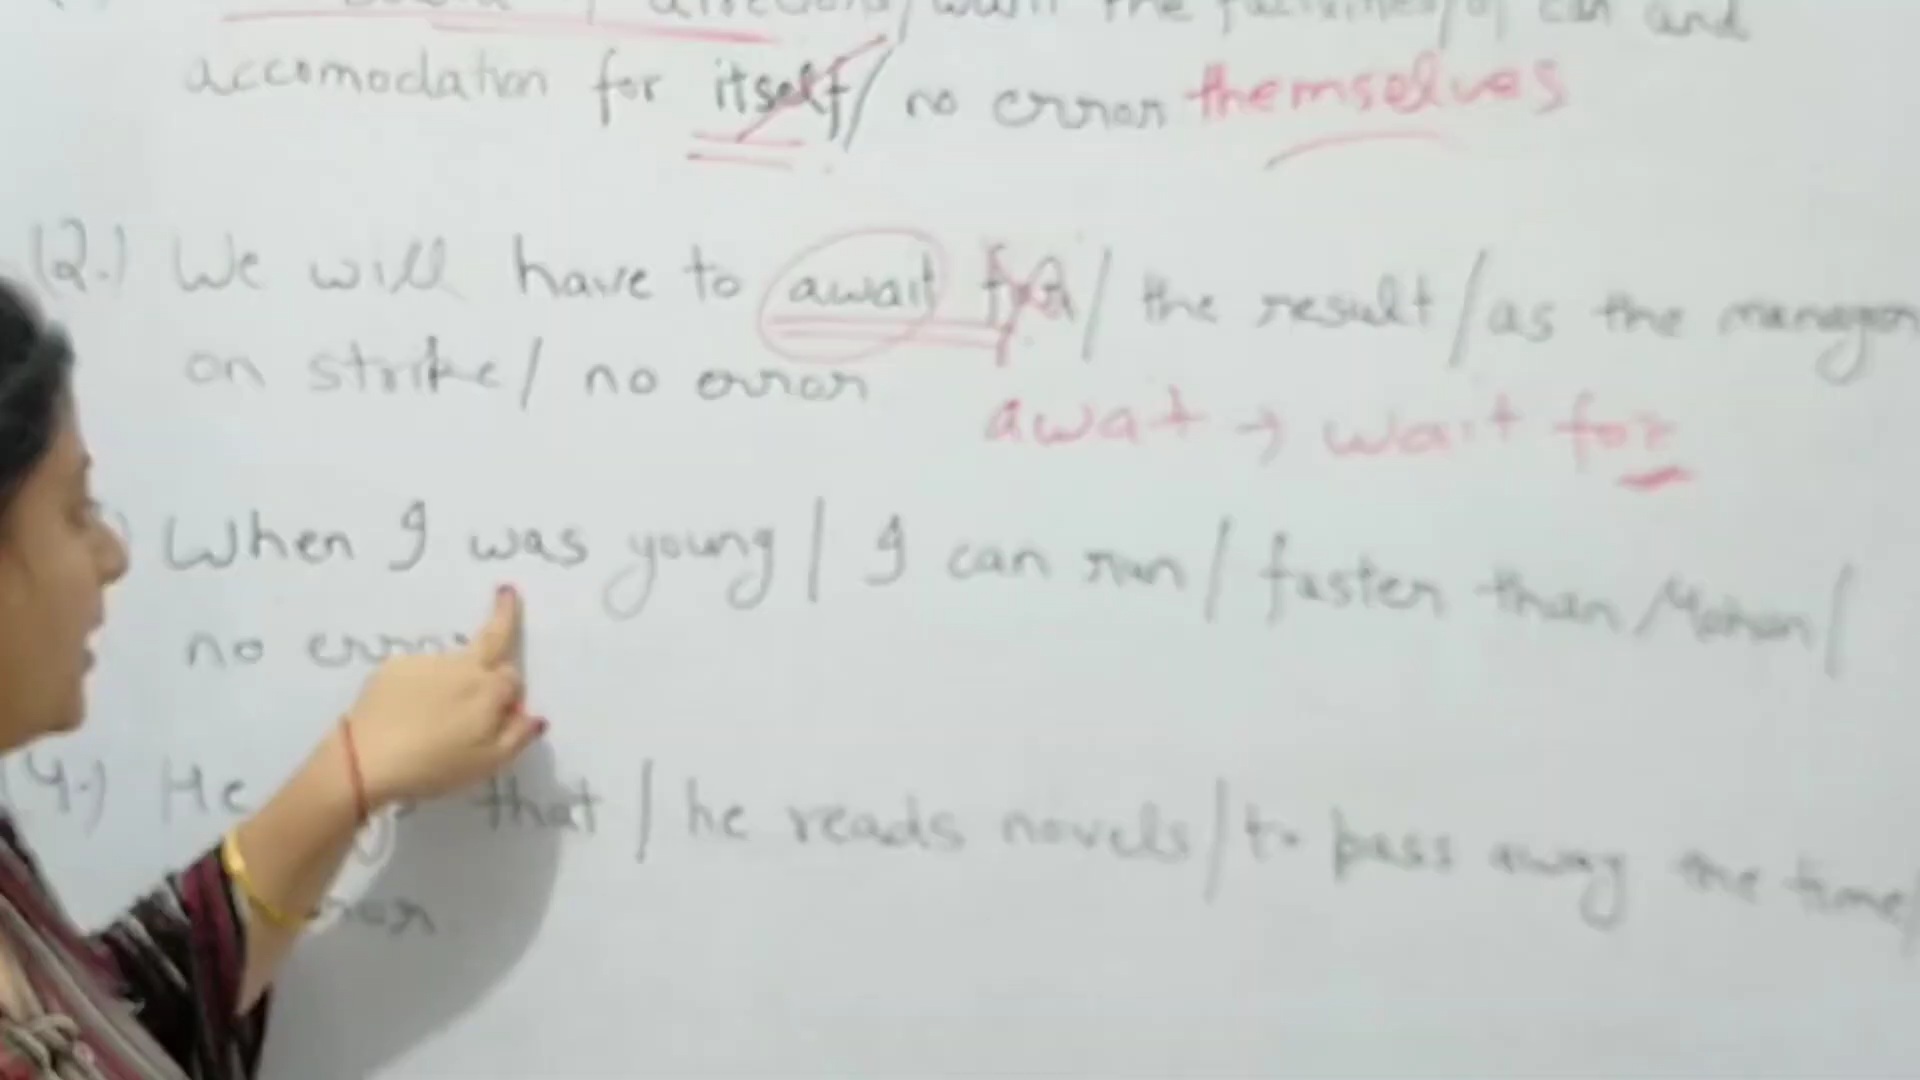 accomodation for itself/ no error themselves
(2.) We will have to await for / the result / as the manager
on strike / no error
await → wait for
When I was young / I can run / faster than Mohan /
no error
(4.) He that / he reads novels / to pass away the time /